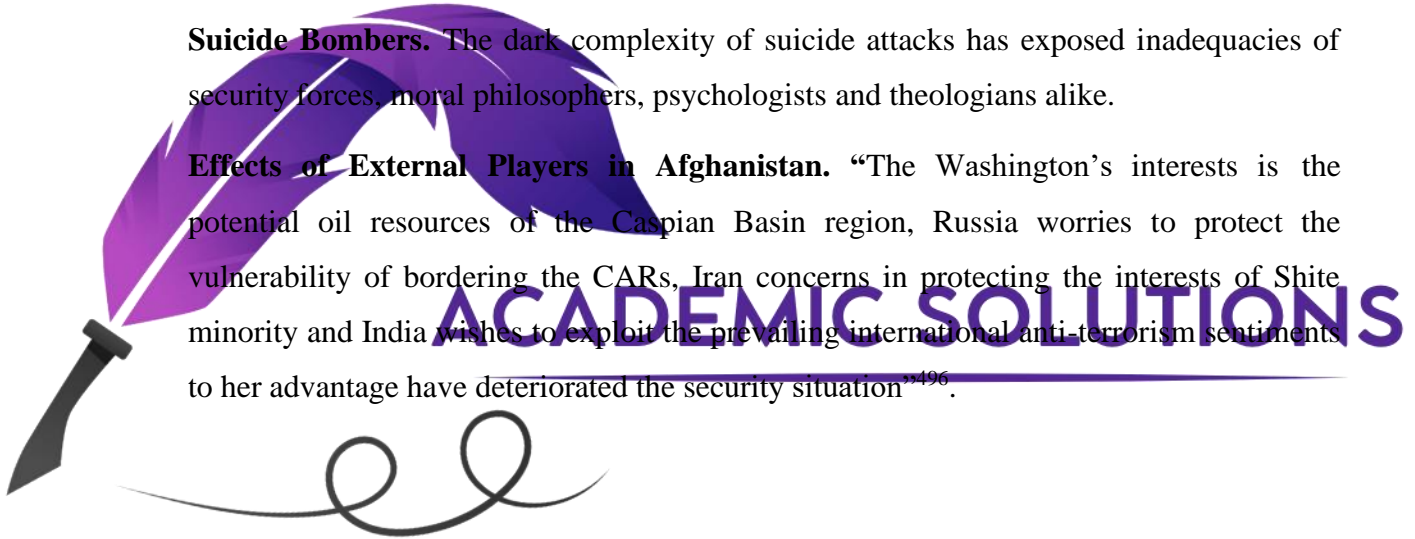 Suicide Bombers. The dark complexity of suicide attacks has exposed inadequacies of
security forces, moral philosophers, psychologists and theologians alike.
Effects of External Players in Afghanistan. “The Washington’s interests is the
potential oil resources of the Caspian Basin region, Russia worries to protect the
vulnerability of bordering the CARs, Iran concerns in protecting the interests of Shite
minority and India wishes to exploit the prevailing international anti-terrorism sentiments
ACADEMIC SOLUTIONS
to her advantage have deteriorated the security situation”496.